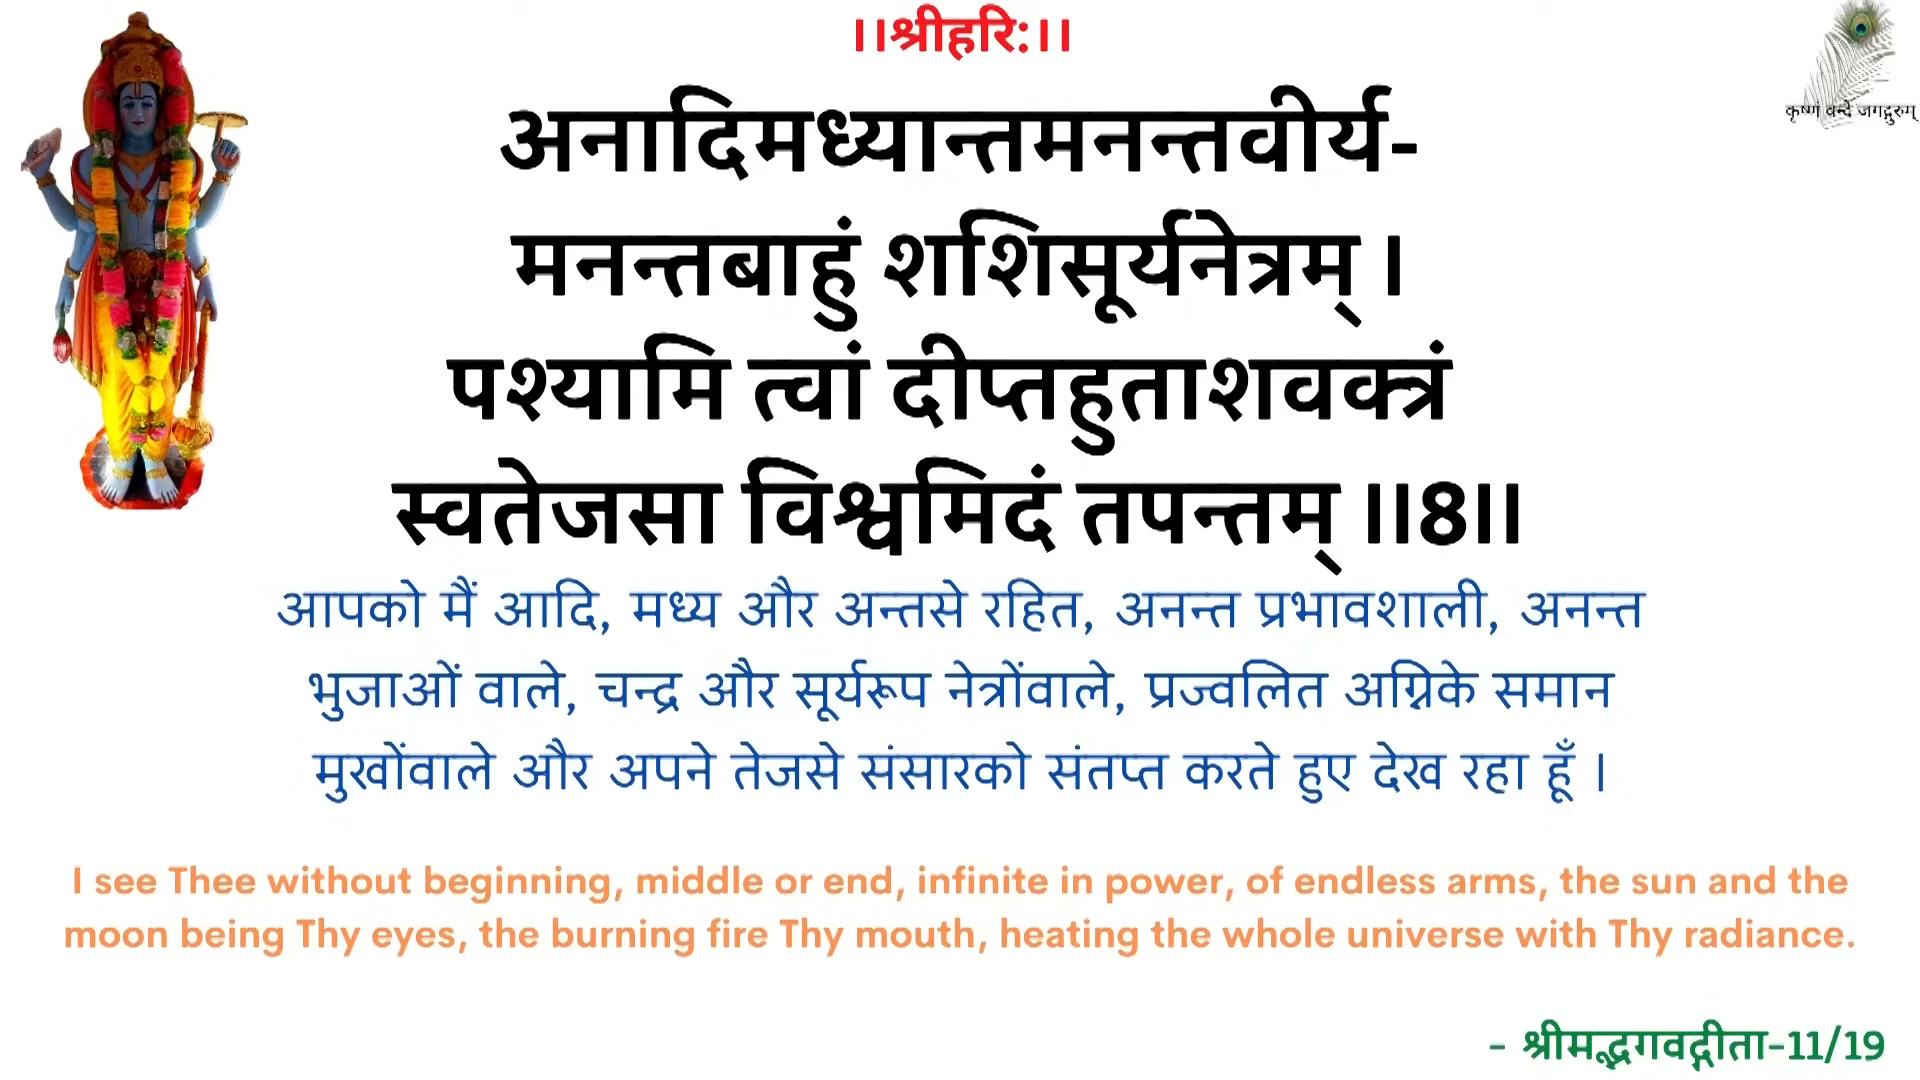 ।।श्रीहरि:।।
कृष्णं वन्दे जगद्गुरुम्
अनादिमध्यान्तमनन्तवीर्य-
मनन्तबाहुं शशिसूर्यनेत्रम् ।
पश्यामि त्वां दीप्तहुताशवक्त्रं
स्वतेजसा विश्वमिदं तपन्तम् ।।8।।
आपको मैं आदि, मध्य और अन्तसे रहित, अनन्त प्रभावशाली, अनन्त
भुजाओं वाले, चन्द्र और सूर्यरूप नेत्रोंवाले, प्रज्वलित अग्निके समान
मुखोंवाले और अपने तेजसे संसारको संतप्त करते हुए देख रहा हूँ ।
I see Thee without beginning, middle or end, infinite in power, of endless arms, the sun and the
moon being Thy eyes, the burning fire Thy mouth, heating the whole universe with Thy radiance.
- श्रीमद्भगवद्गीता-11/19